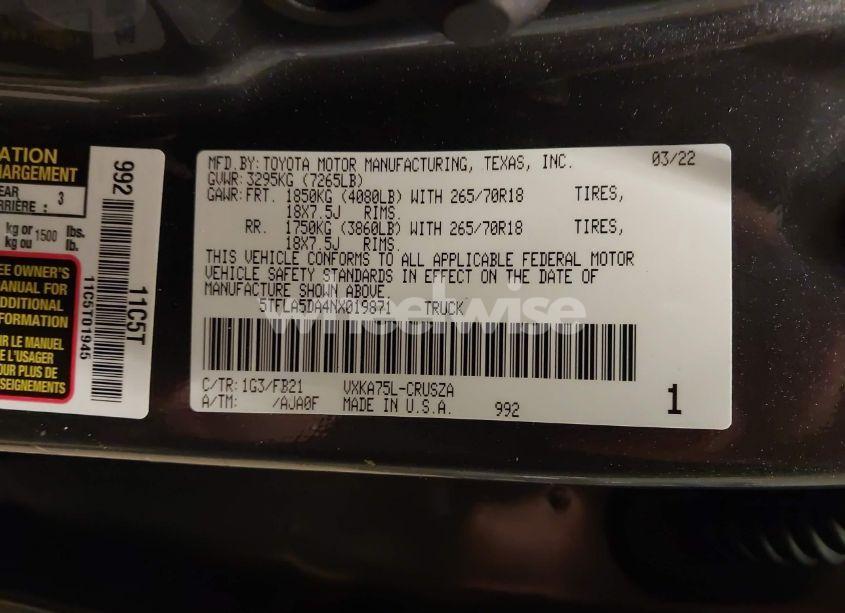 ATION
HARGEMENT
EAR
RRIÈRE : 3
kg or 1500 lbs.
kg ou lb.
EE OWNER'S
ANUAL FOR
DDITIONAL
FORMATION
R LE MANUEL
E L'USAGER
UR PLUS DE
SEIGNEMENTS
992
11C5T
11C5T01945
MFD. BY: TOYOTA MOTOR MANUFACTURING, TEXAS, INC. 03/22
GVWR: 3295KG (7265LB)
GAWR: FRT. 1850KG (4080LB) WITH 265/70R18 TIRES,
18X7.5J RIMS.
RR. 1750KG (3860LB) WITH 265/70R18 TIRES,
18X7.5J RIMS.
THIS VEHICLE CONFORMS TO ALL APPLICABLE FEDERAL MOTOR
VEHICLE SAFETY STANDARDS IN EFFECT ON THE DATE OF
MANUFACTURE SHOWN ABOVE.
5TFLA5DA4NX019871 TRUCK
wheelwise
C/TR: 1G3/FB21 VXKA75L-CRUSZA
A/TM: /AJA0F MADE IN U.S.A. 992 1